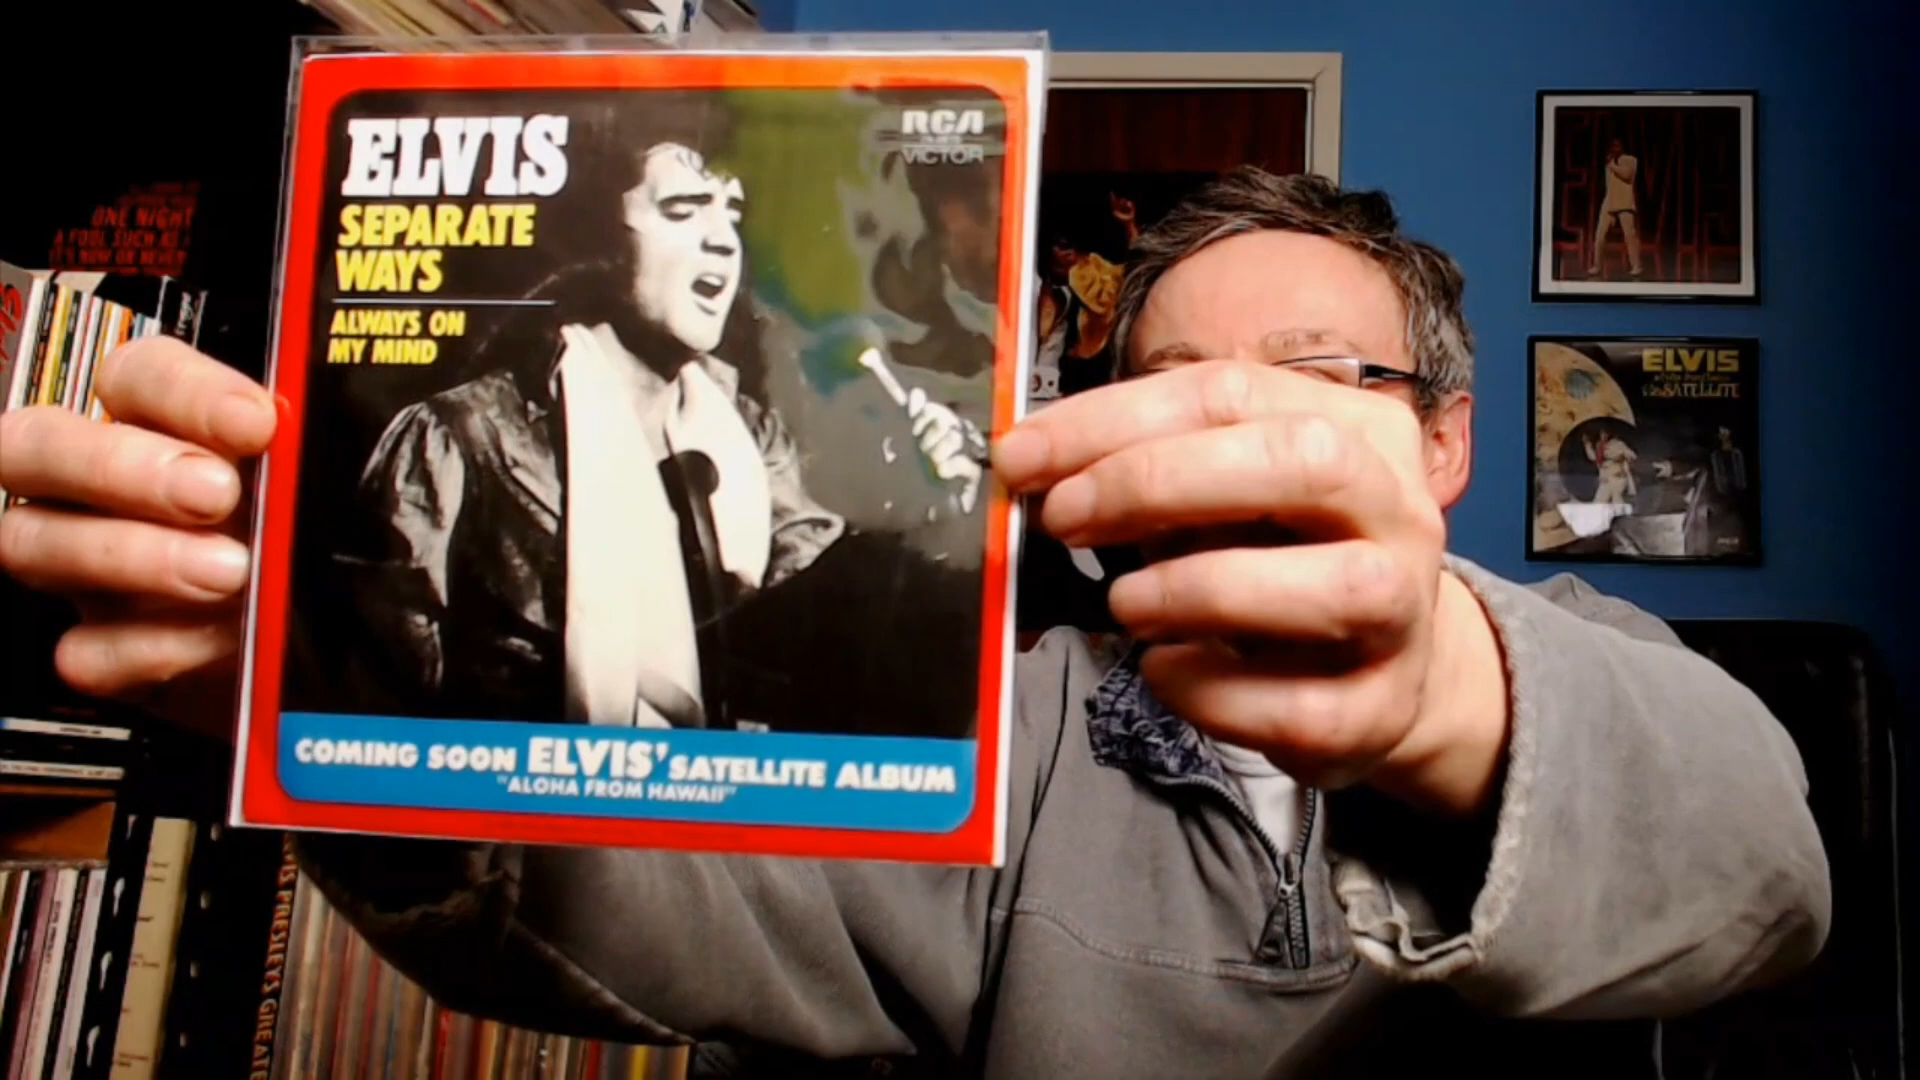 ELVIS
SEPARATE
WAYS
ALWAYS ON
MY MIND
RCA
VICTOR
COMING SOON ELVIS' SATELLITE ALBUM
"ALOHA FROM HAWAII"
ONE NIGHT
A FOOL SUCH AS I
IT'S NOW OR NEVER
ELVIS
ELVIS
SATELLITE
PRESLEY'S GREATE